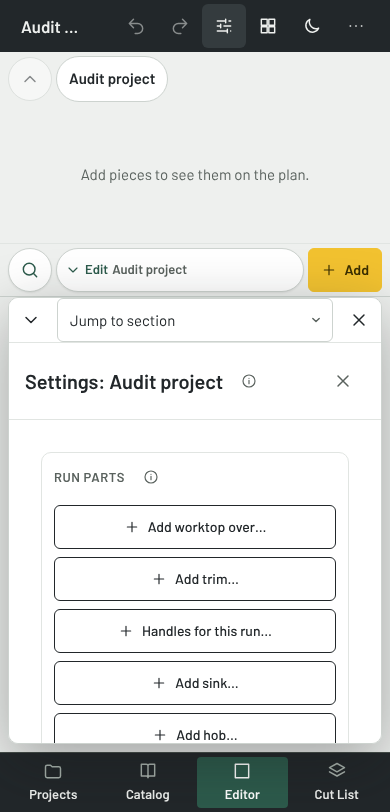 Audit ...
Audit project
Add pieces to see them on the plan.
Edit Audit project
Add
Jump to section
Settings: Audit project
RUN PARTS
Add worktop over...
Add trim...
Handles for this run...
Add sink...
Add hob...
Projects
Catalog
Editor
Cut List